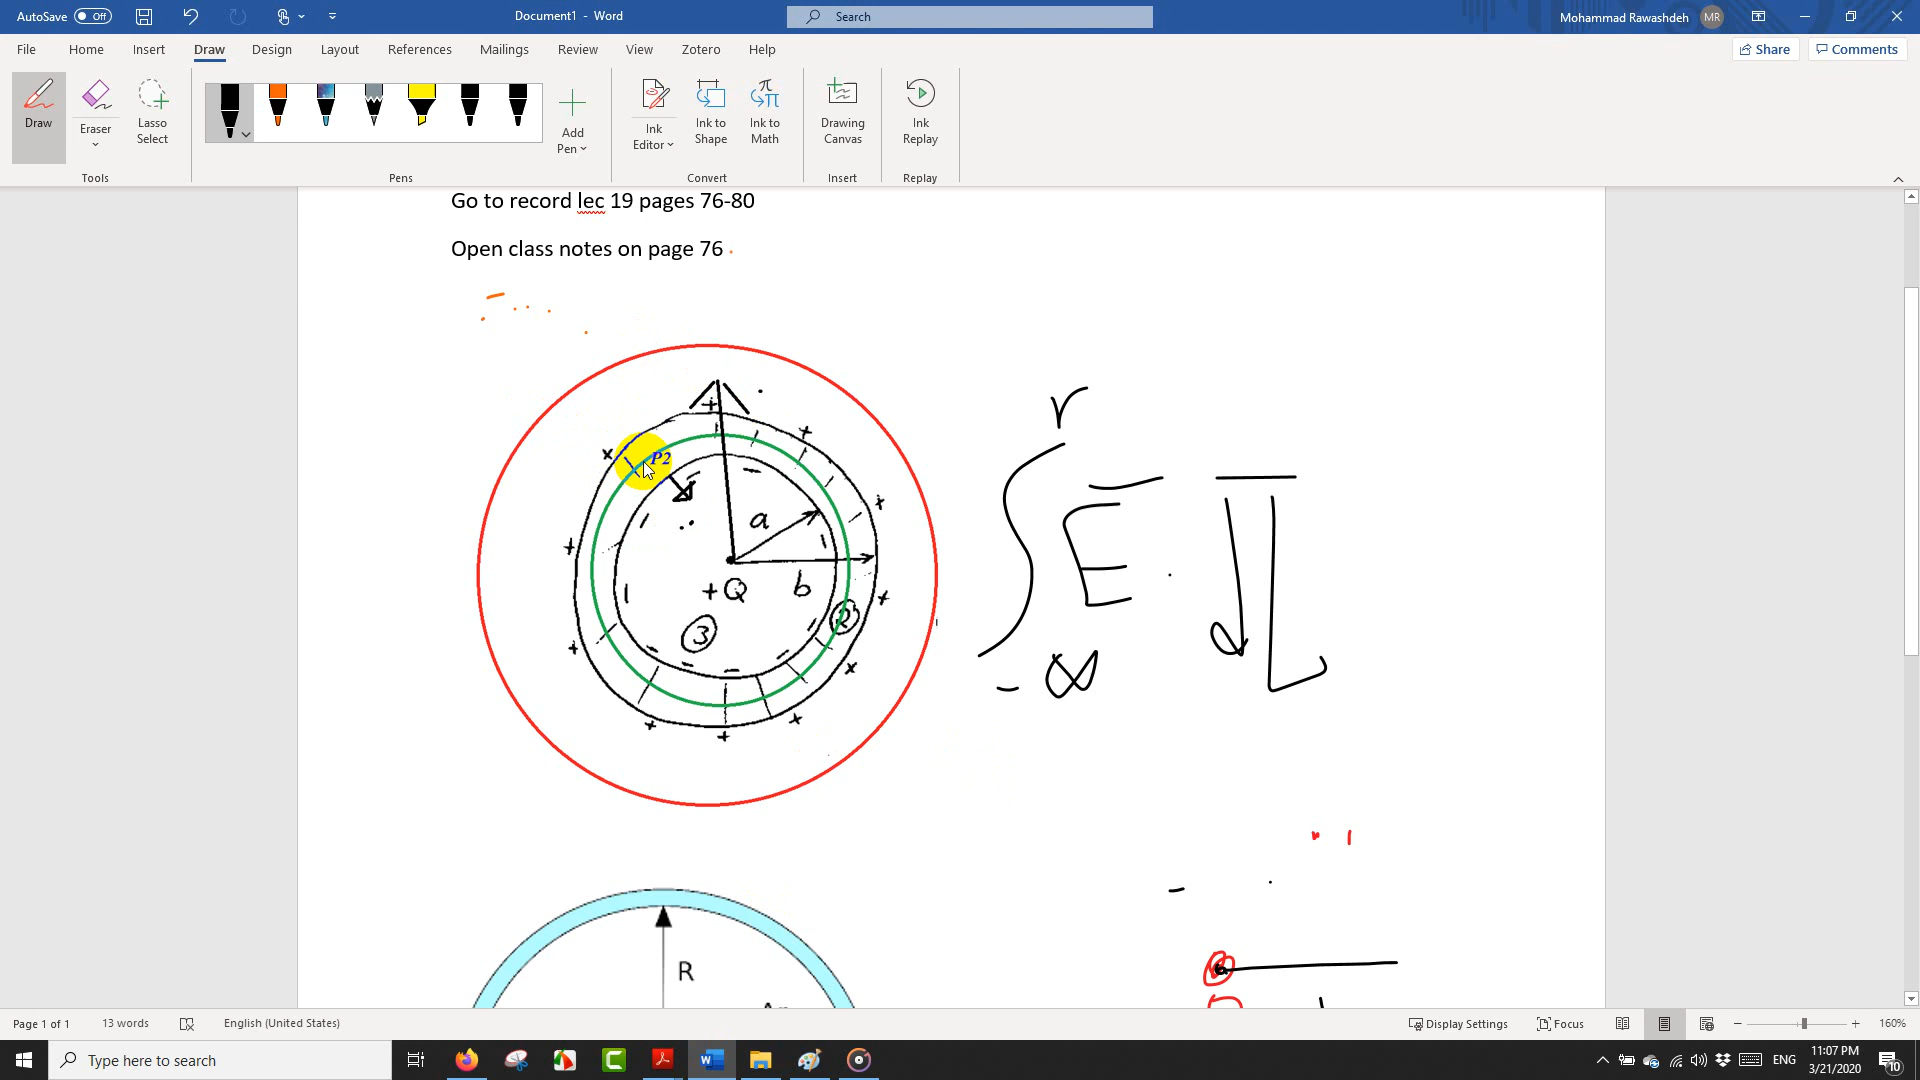 AutoSave Off
Document1 - Word
Search
Mohammad Rawashdeh MR
File Home Insert Draw Design Layout References Mailings Review View Zotero Help
Share Comments
Draw
Eraser
Lasso Select
Add Pen
Ink Editor
Ink to Shape
Ink to Math
Drawing Canvas
Ink Replay
Tools Pens Convert Insert Replay
Go to record lec 19 pages 76-80
Open class notes on page 76
P2
a
+Q
b
2
3
r
∫ E · dL
- ∞
R
Page 1 of 1 13 words English (United States)
Display Settings Focus 160%
Type here to search
ENG
11:07 PM
3/21/2020
10